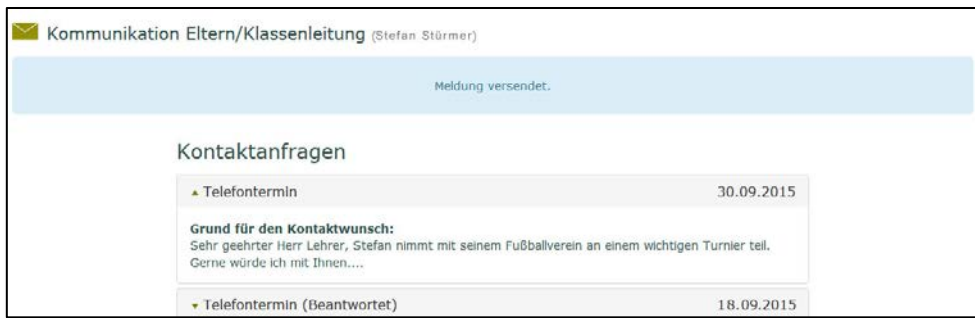 Kommunikation Eltern/Klassenleitung (Stefan Stürmer)
Meldung versendet.
Kontaktanfragen
Telefontermin 30.09.2015
Grund für den Kontaktwunsch:
Sehr geehrter Herr Lehrer, Stefan nimmt mit seinem Fußballverein an einem wichtigen Turnier teil.
Gerne würde ich mit Ihnen....
Telefontermin (Beantwortet) 18.09.2015